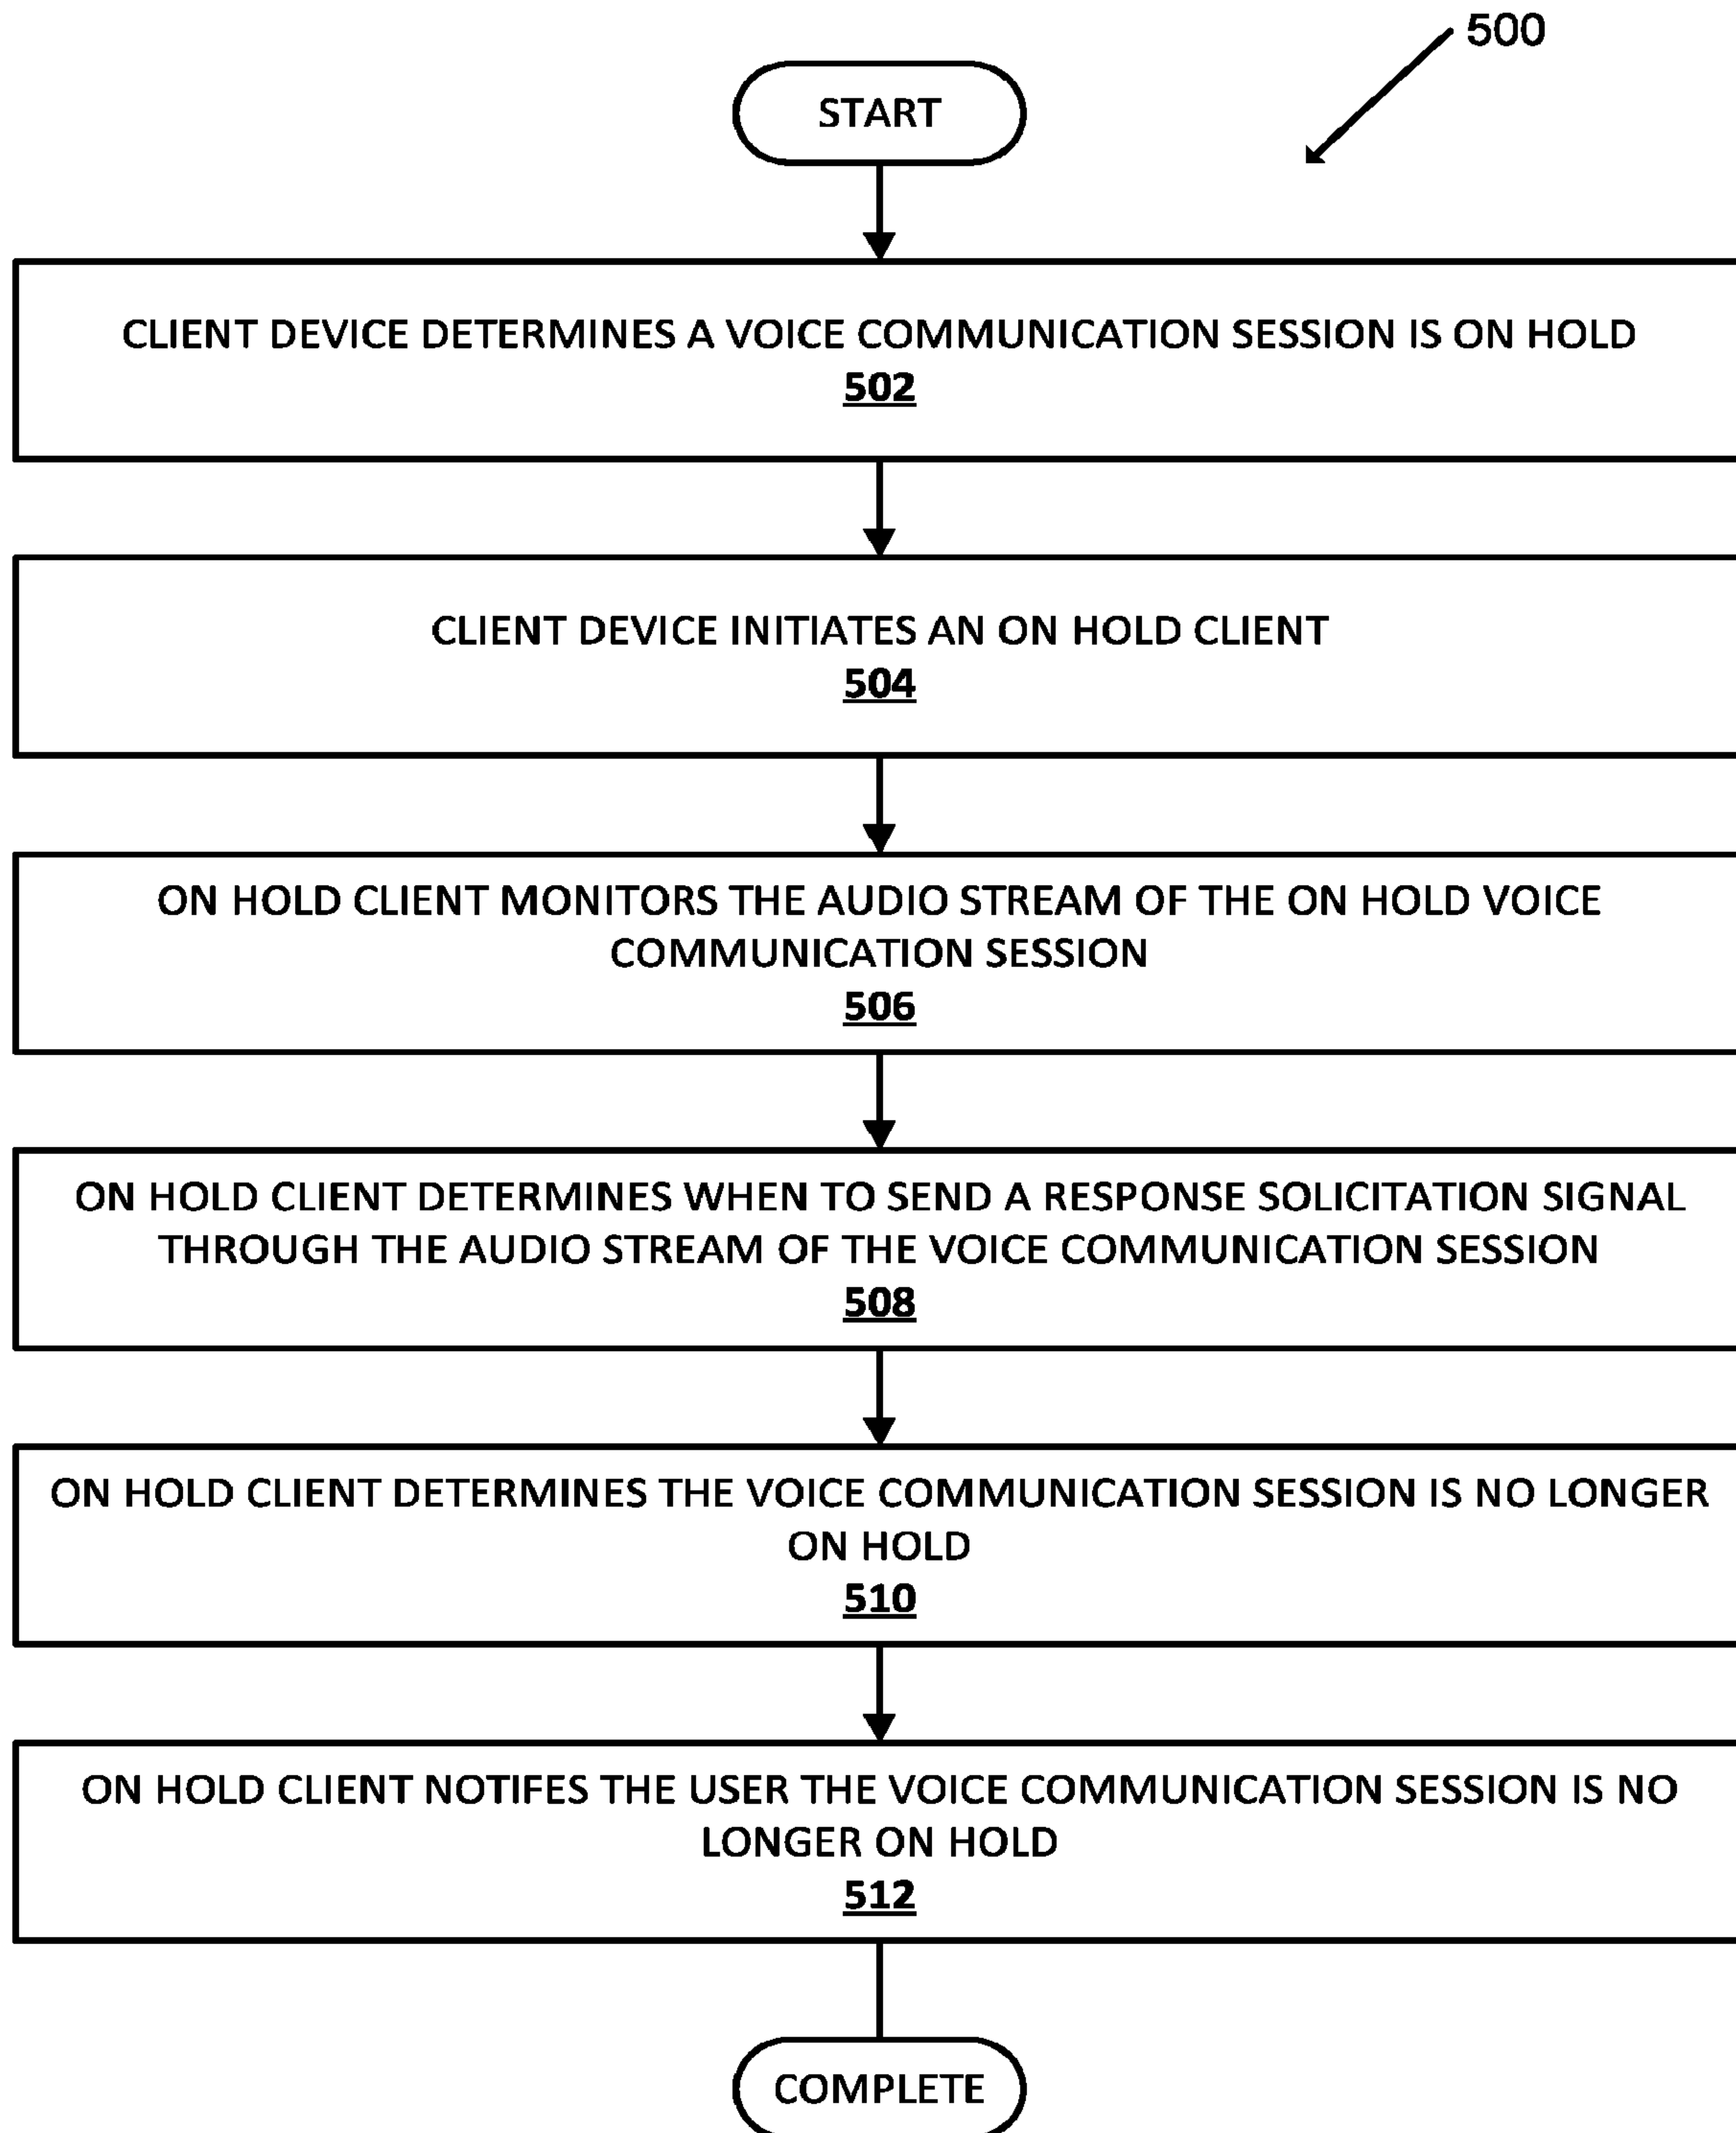 500
START
CLIENT DEVICE DETERMINES A VOICE COMMUNICATION SESSION IS ON HOLD
502
CLIENT DEVICE INITIATES AN ON HOLD CLIENT
504
ON HOLD CLIENT MONITORS THE AUDIO STREAM OF THE ON HOLD VOICE
COMMUNICATION SESSION
506
ON HOLD CLIENT DETERMINES WHEN TO SEND A RESPONSE SOLICITATION SIGNAL
THROUGH THE AUDIO STREAM OF THE VOICE COMMUNICATION SESSION
508
ON HOLD CLIENT DETERMINES THE VOICE COMMUNICATION SESSION IS NO LONGER
ON HOLD
510
ON HOLD CLIENT NOTIFES THE USER THE VOICE COMMUNICATION SESSION IS NO
LONGER ON HOLD
512
COMPLETE